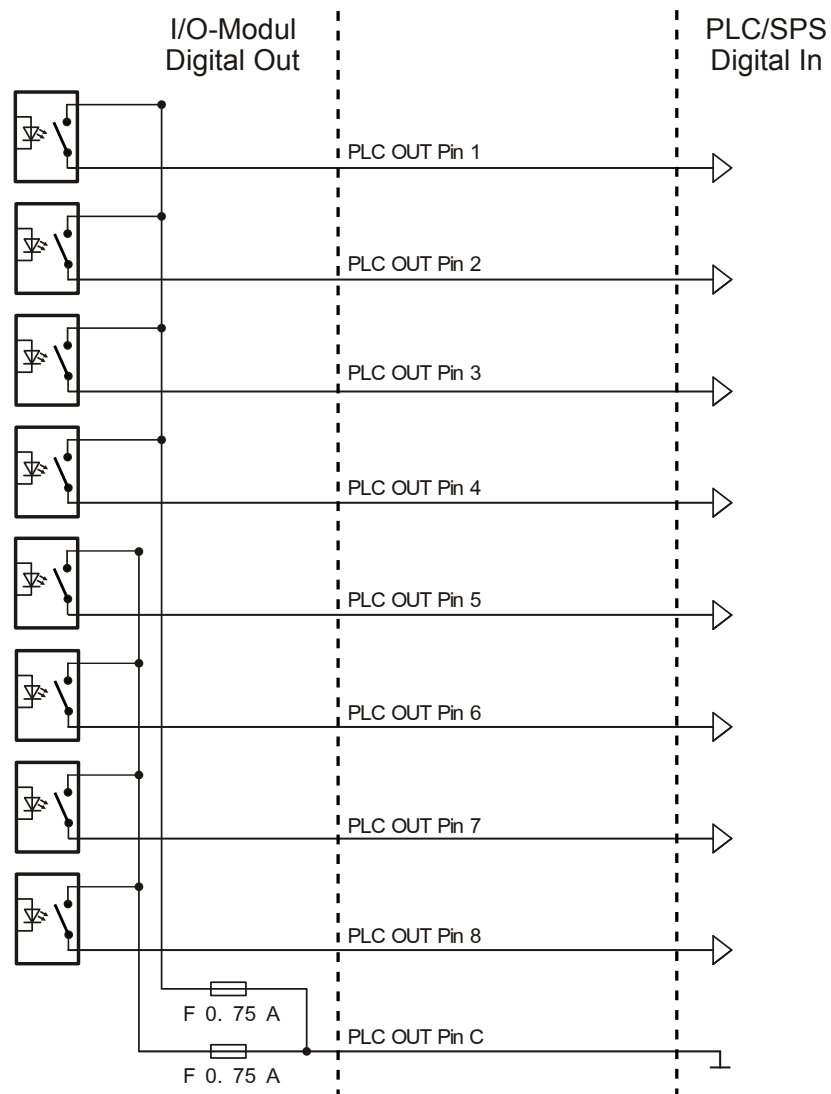 I/O-Modul
Digital Out
PLC/SPS
Digital In
PLC OUT Pin 1
PLC OUT Pin 2
PLC OUT Pin 3
PLC OUT Pin 4
PLC OUT Pin 5
PLC OUT Pin 6
PLC OUT Pin 7
PLC OUT Pin 8
F 0. 75 A
PLC OUT Pin C
F 0. 75 A